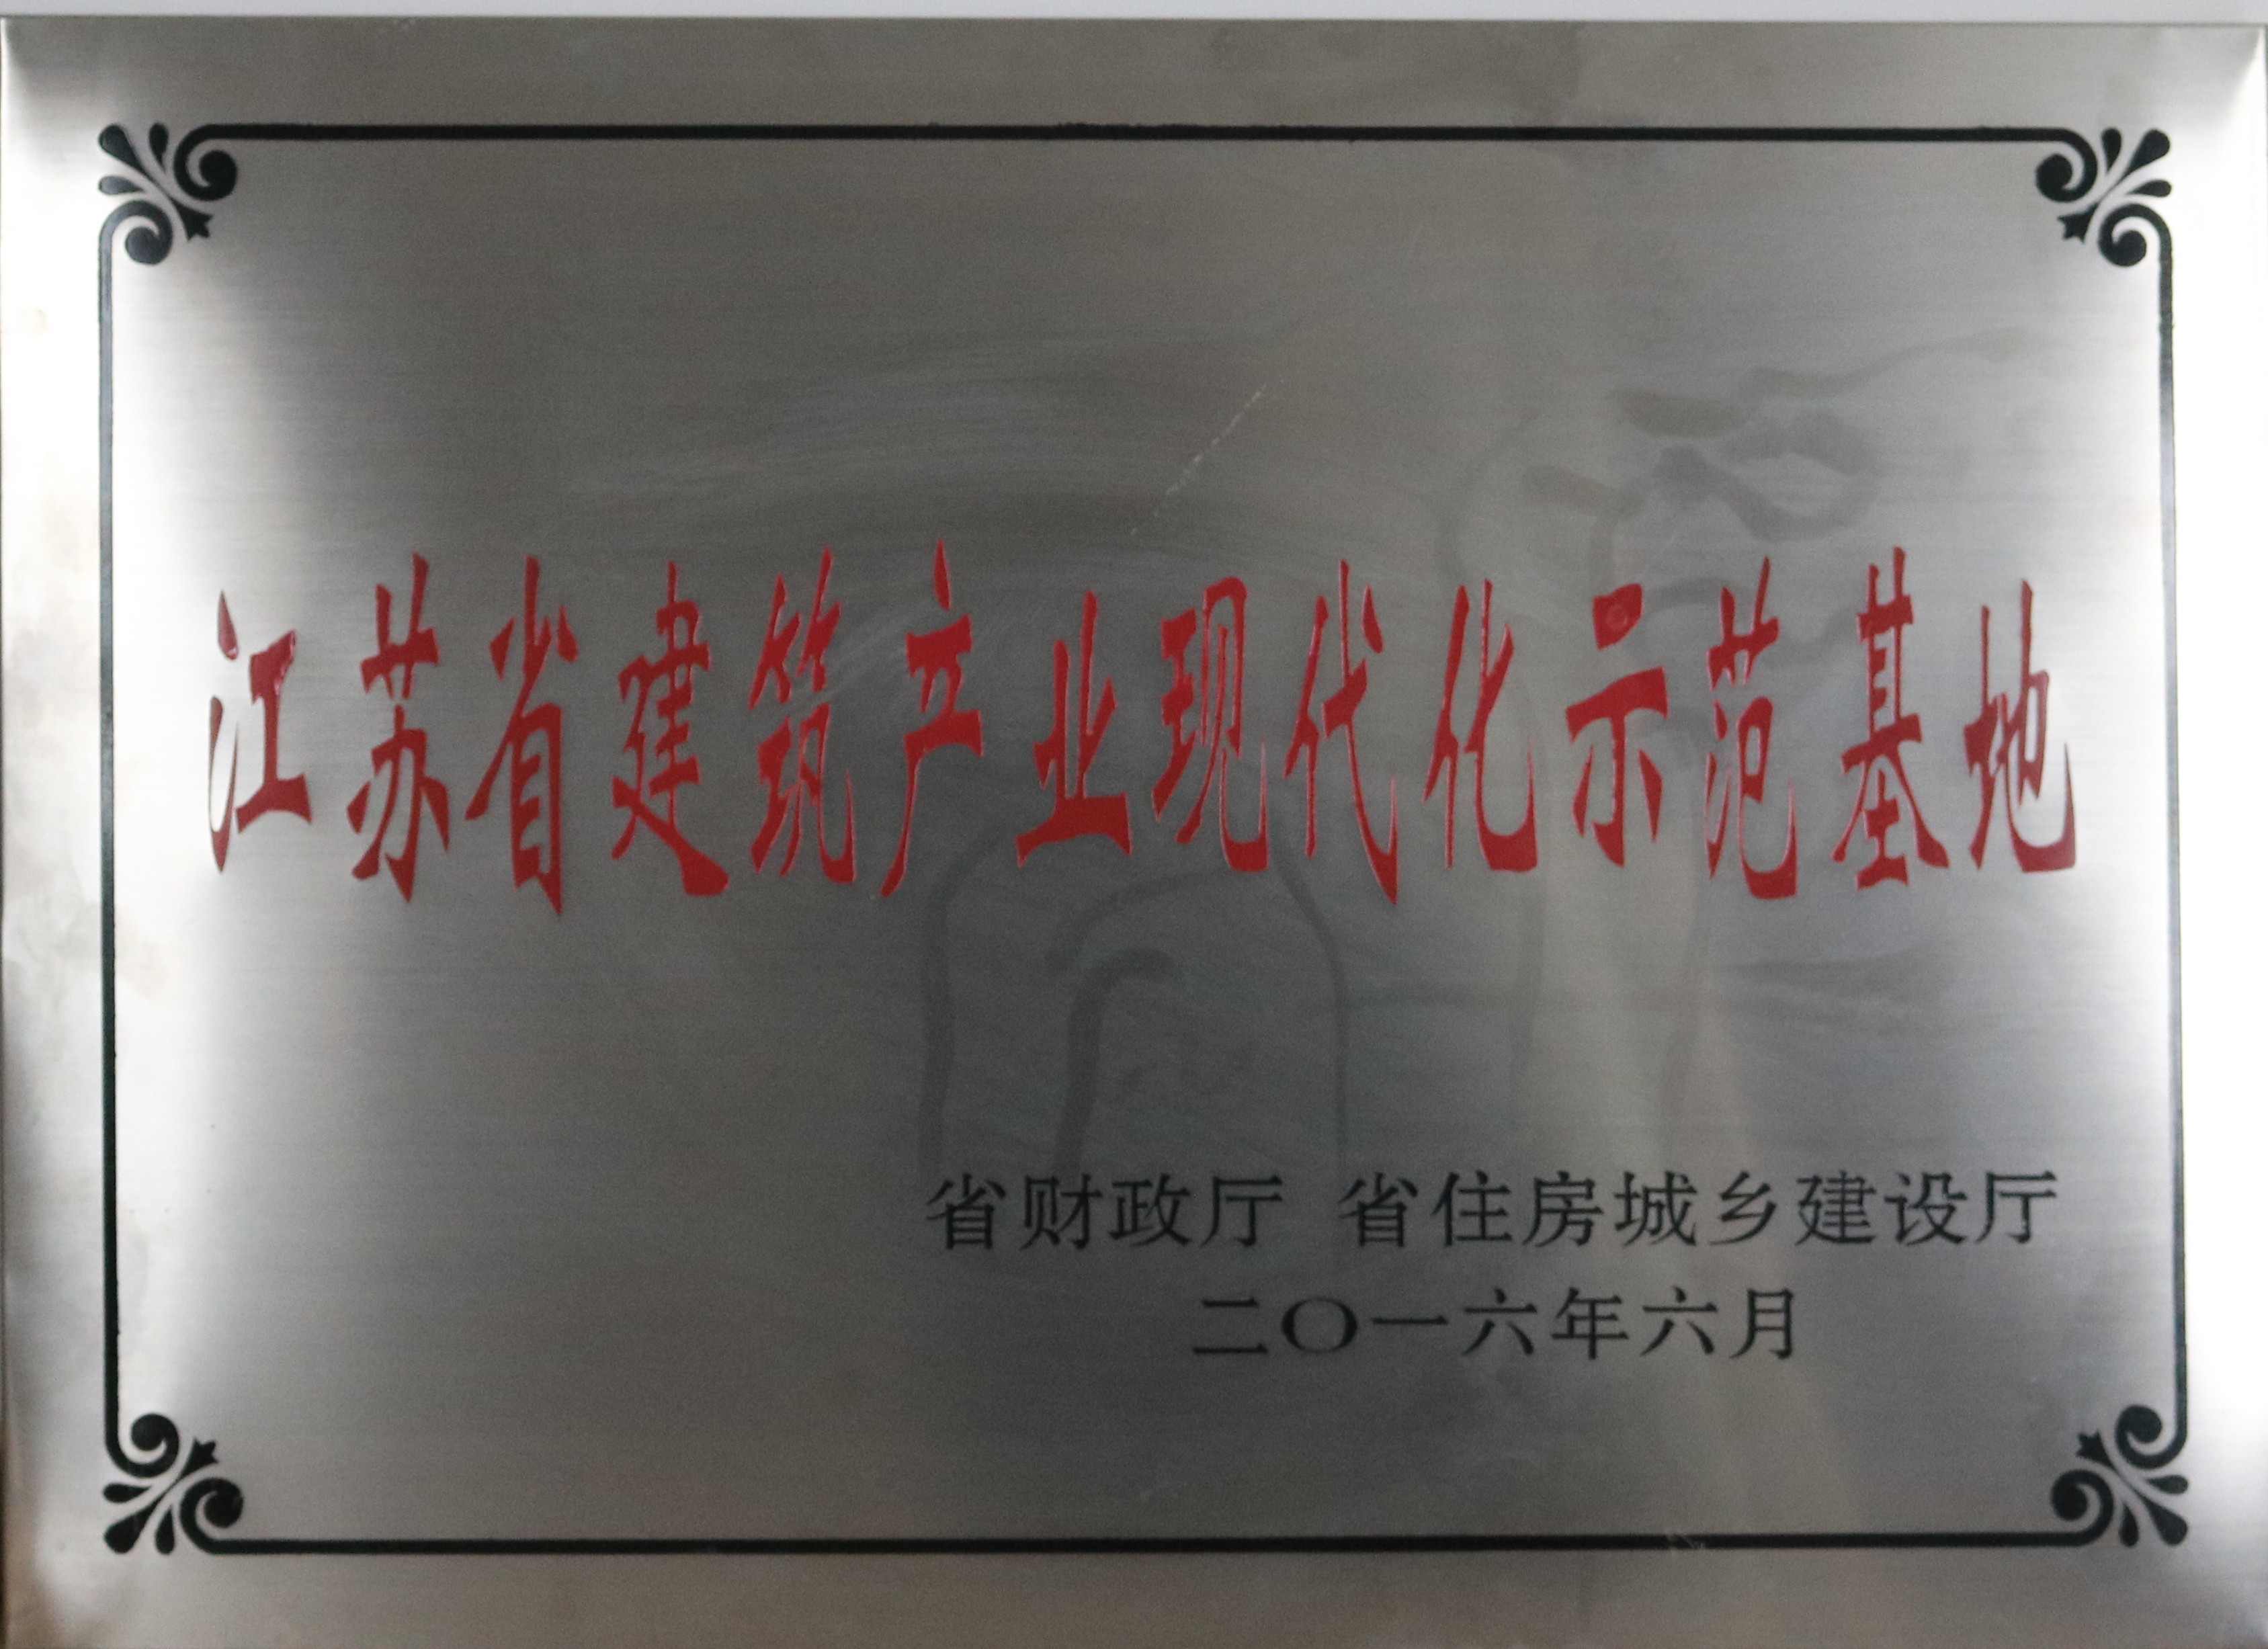 江苏省建筑产业现代化示范基地
省财政厅 省住房城乡建设厅
二〇一六年六月